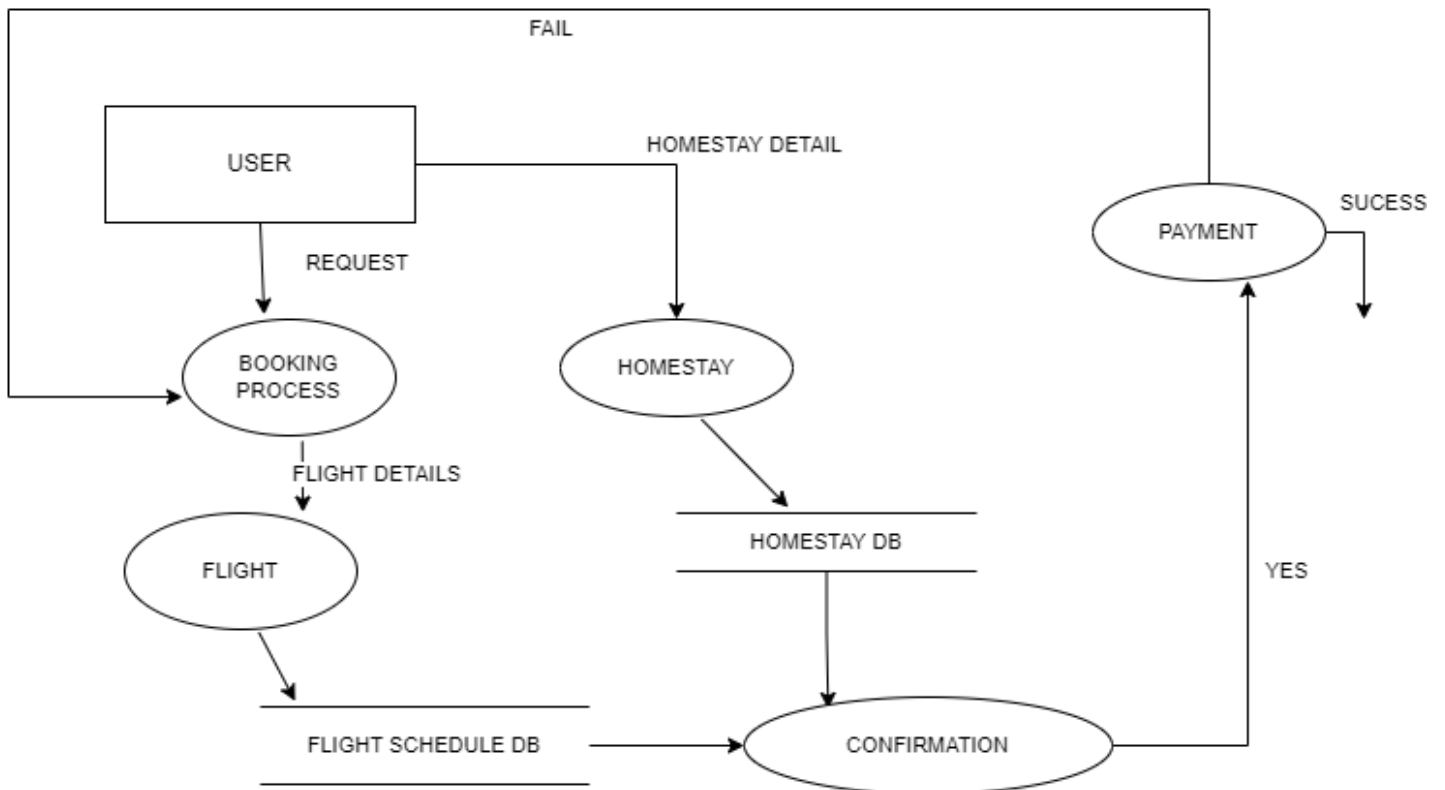 FAIL
HOMESTAY DETAIL
USER
SUCESS
PAYMENT
REQUEST
BOOKING
PROCESS
HOMESTAY
FLIGHT DETAILS
HOMESTAY DB
FLIGHT
YES
FLIGHT SCHEDULE DB
CONFIRMATION